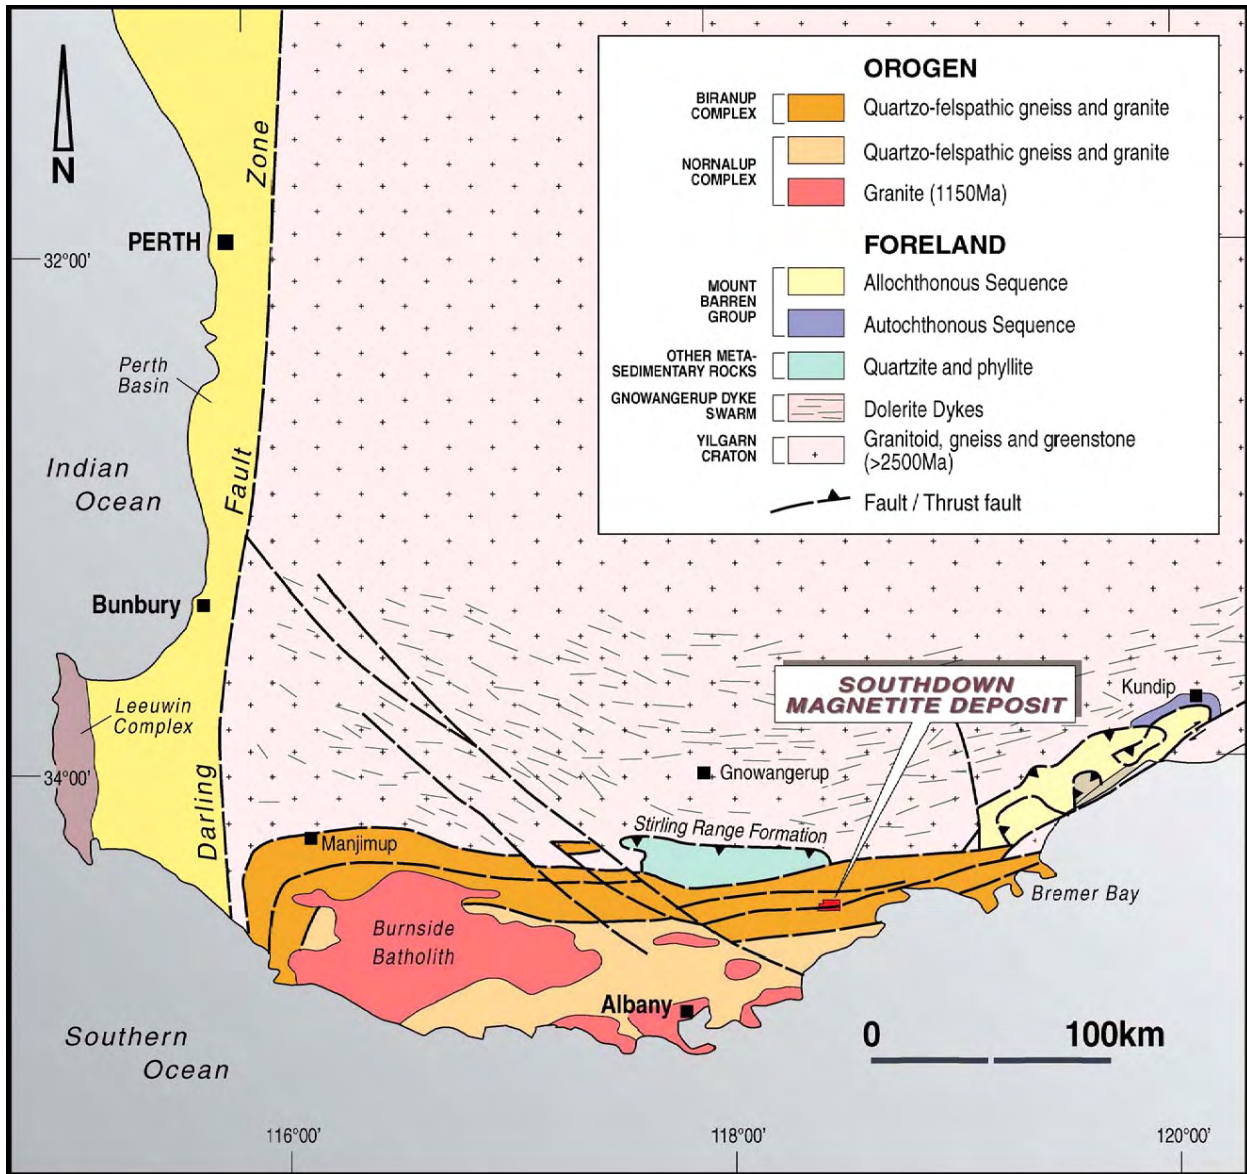 OROGEN
BIRANUP
COMPLEX
Quartzo-felspathic gneiss and granite
NORNALUP
COMPLEX
Quartzo-felspathic gneiss and granite
Granite (1150Ma)
FORELAND
MOUNT
BARREN
GROUP
Allochthonous Sequence
Autochthonous Sequence
OTHER META-
SEDIMENTARY ROCKS
Quartzite and phyllite
GNOWANGERUP DYKE
SWARM
Dolerite Dykes
YILGARN
CRATON
Granitoid, gneiss and greenstone
(>2500Ma)
Fault / Thrust fault
N
PERTH
32°00'
Perth
Basin
Indian
Ocean
Darling Fault Zone
Bunbury
Leeuwin
Complex
34°00'
SOUTHDOWN
MAGNETITE DEPOSIT
Kundip
Gnowangerup
Stirling Range Formation
Manjimup
Bremer Bay
Burnside
Batholith
Albany
Southern
Ocean
0 100km
116°00' 118°00' 120°00'